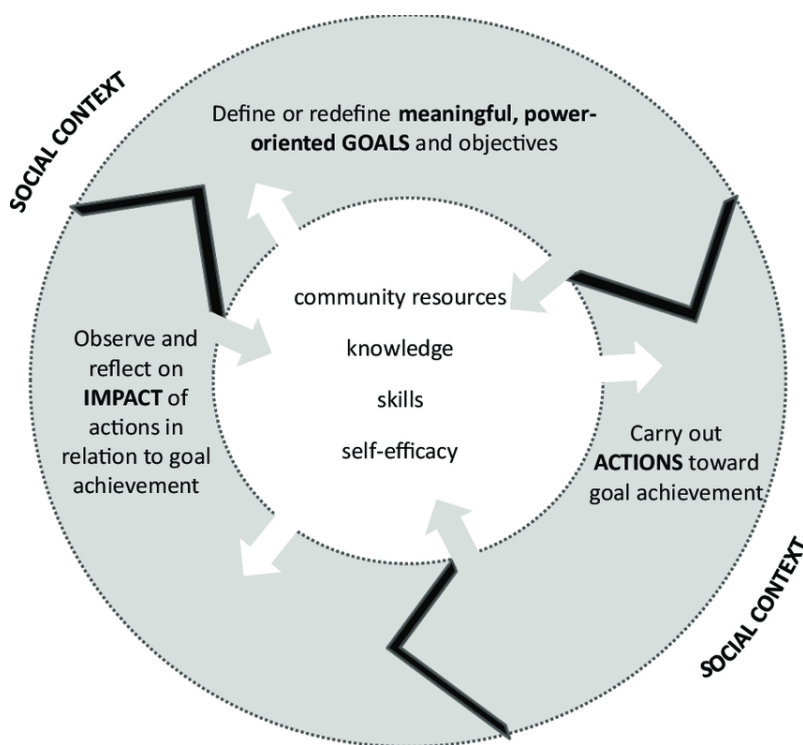 SOCIAL CONTEXT
Define or redefine meaningful, power-
oriented GOALS and objectives
community resources
knowledge
skills
self-efficacy
Observe and
reflect on
IMPACT of
actions in
relation to goal
achievement
Carry out
ACTIONS toward
goal achievement
SOCIAL CONTEXT